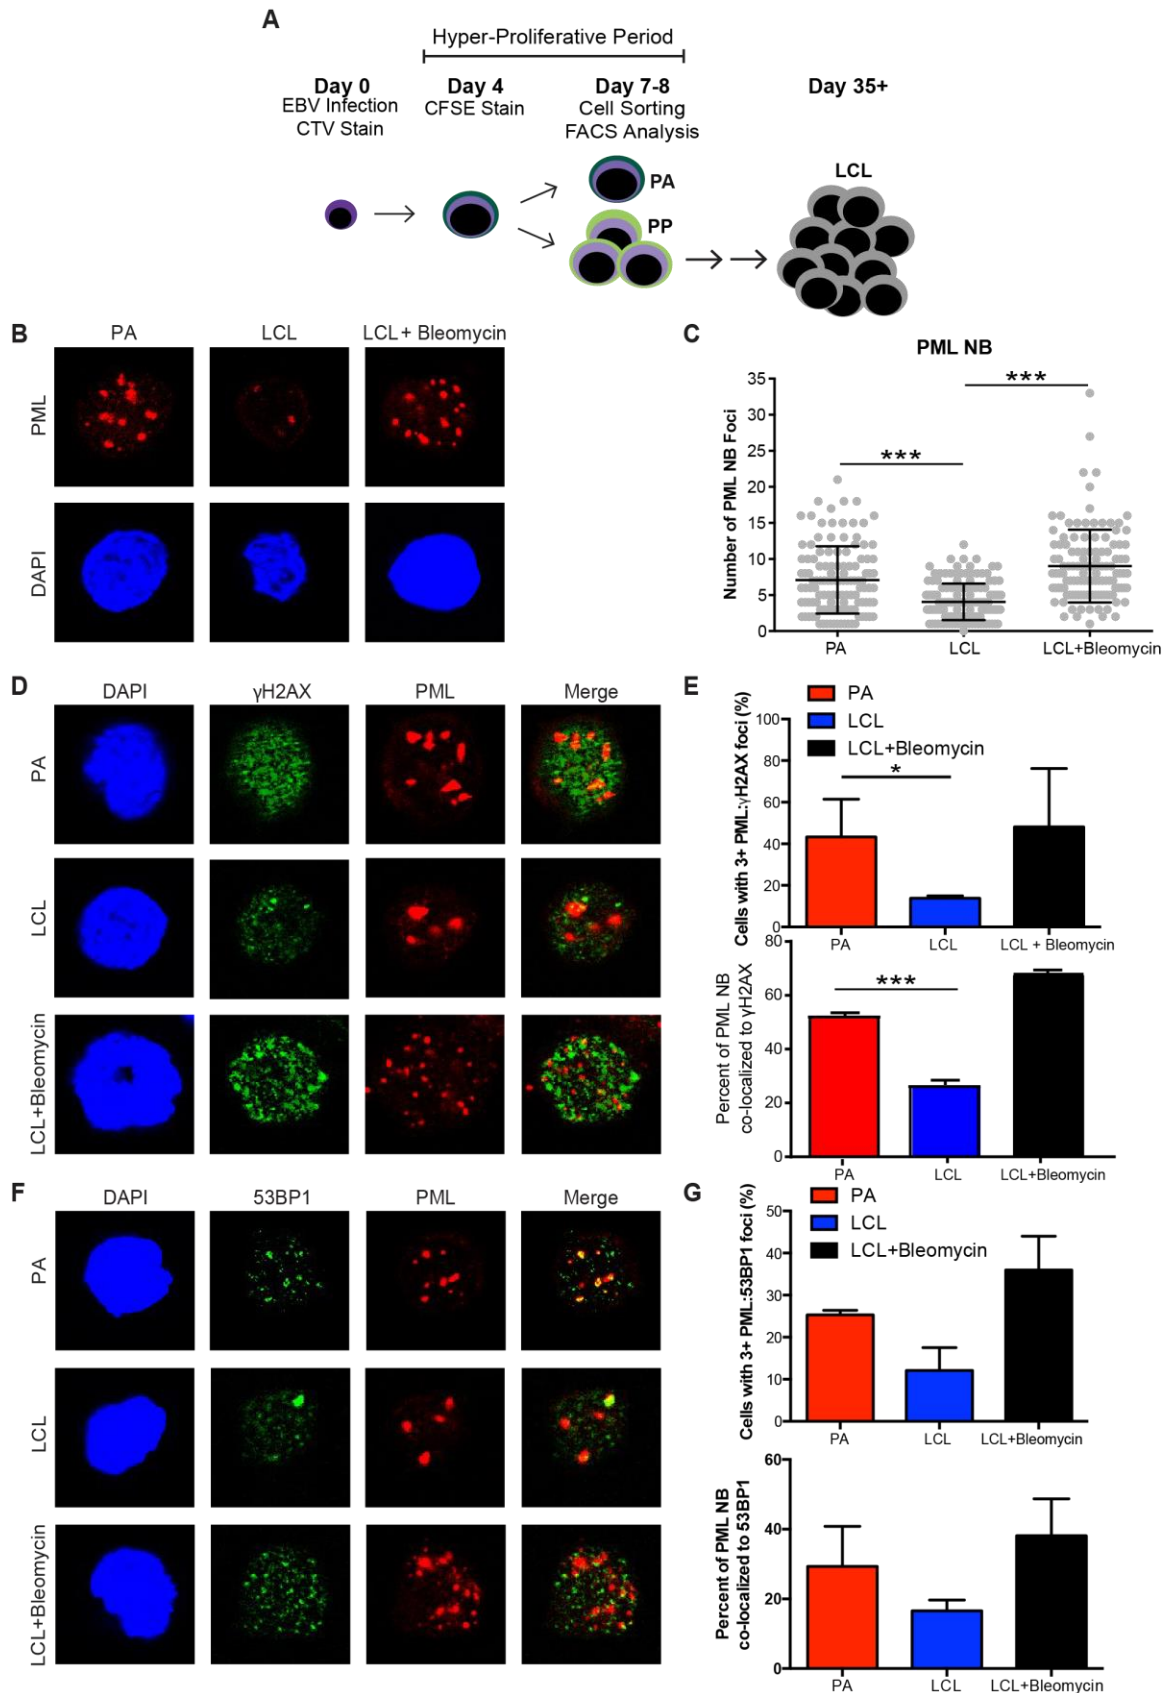 A
Hyper-Proliferative Period
Day 0
EBV Infection
CTV Stain
Day 4
CFSE Stain
Day 7-8
Cell Sorting
FACS Analysis
Day 35+
PA
PP
LCL
B
PA
LCL
LCL + Bleomycin
PML
DAPI
C
PML NB
***
***
Number of PML NB Foci
35
30
25
20
15
10
5
0
PA
LCL
LCL+Bleomycin
D
DAPI
γH2AX
PML
Merge
PA
LCL
LCL+Bleomycin
E
PA
LCL
LCL+Bleomycin
Cells with 3+ PML:γH2AX foci (%)
100
80
60
40
20
0
*
PA
LCL
LCL + Bleomycin
Percent of PML NB
co-localized to γH2AX
80
60
40
20
0
***
PA
LCL
LCL+Bleomycin
F
DAPI
53BP1
PML
Merge
PA
LCL
LCL+Bleomycin
G
PA
LCL
LCL+Bleomycin
Cells with 3+ PML:53BP1 foci (%)
50
40
30
20
10
0
PA
LCL
LCL+Bleomycin
Percent of PML NB
co-localized to 53BP1
60
40
20
0
PA
LCL
LCL+Bleomycin